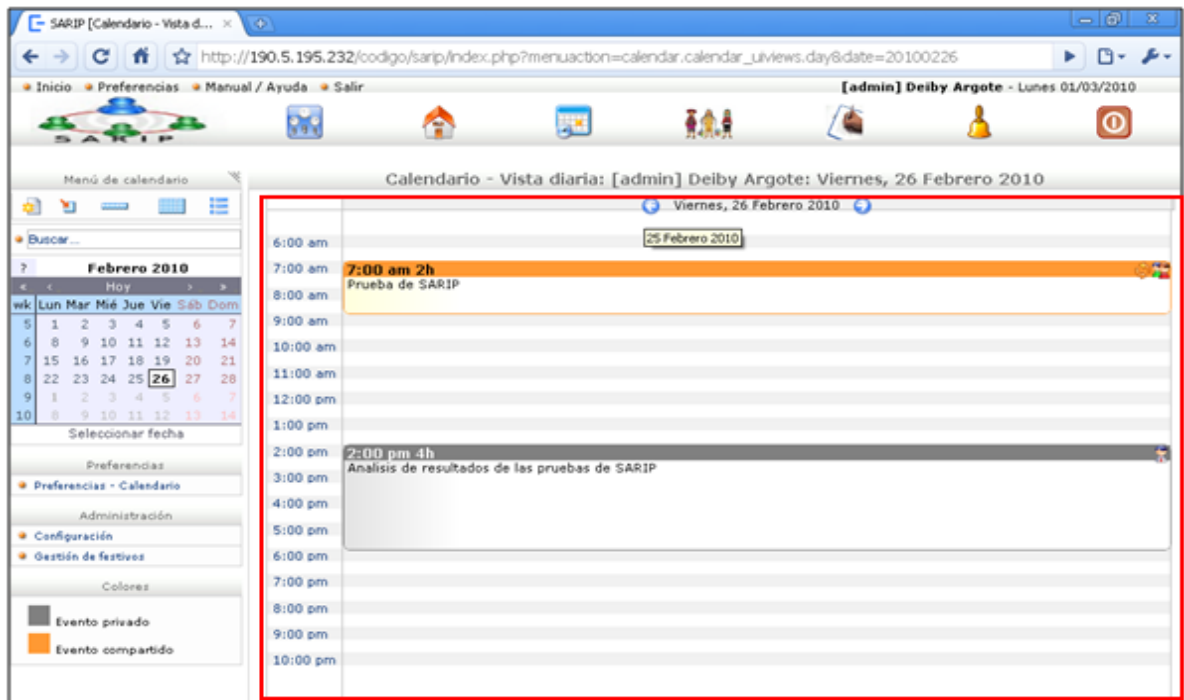 SARIP [Calendario - Vista d...
http://190.5.195.232/codigo/sarip/index.php?menuaction=calendar.calendar_uiviews.day&date=20100226
Inicio Preferencias Manual / Ayuda Salir
[admin] Deiby Argote - Lunes 01/03/2010
SARIP
Menú de calendario
Buscar...
? Febrero 2010
« < Hoy > »
wk Lun Mar Mié Jue Vie Sáb Dom
5 1 2 3 4 5 6 7
6 8 9 10 11 12 13 14
7 15 16 17 18 19 20 21
8 22 23 24 25 26 27 28
9 1 2 3 4 5 6 7
10 8 9 10 11 12 13 14
Seleccionar fecha
Preferencias
Preferencias - Calendario
Administración
Configuración
Gestión de festivos
Colores
Evento privado
Evento compartido
Calendario - Vista diaria: [admin] Deiby Argote: Viernes, 26 Febrero 2010
Viernes, 26 Febrero 2010
25 Febrero 2010
6:00 am
7:00 am
7:00 am 2h
Prueba de SARIP
8:00 am
9:00 am
10:00 am
11:00 am
12:00 pm
1:00 pm
2:00 pm
2:00 pm 4h
Analisis de resultados de las pruebas de SARIP
3:00 pm
4:00 pm
5:00 pm
6:00 pm
7:00 pm
8:00 pm
9:00 pm
10:00 pm